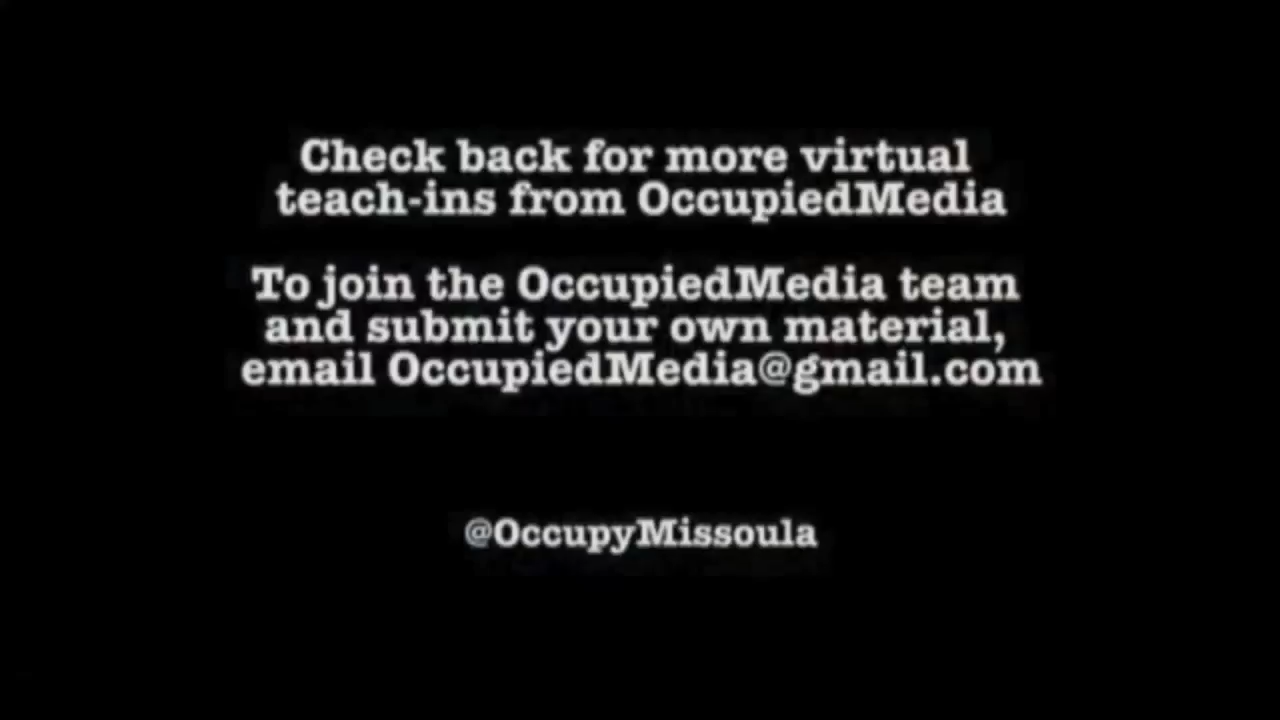 Check back for more virtual
teach-ins from OccupiedMedia
To join the OccupiedMedia team
and submit your own material,
email OccupiedMedia@gmail.com
@OccupyMissoula